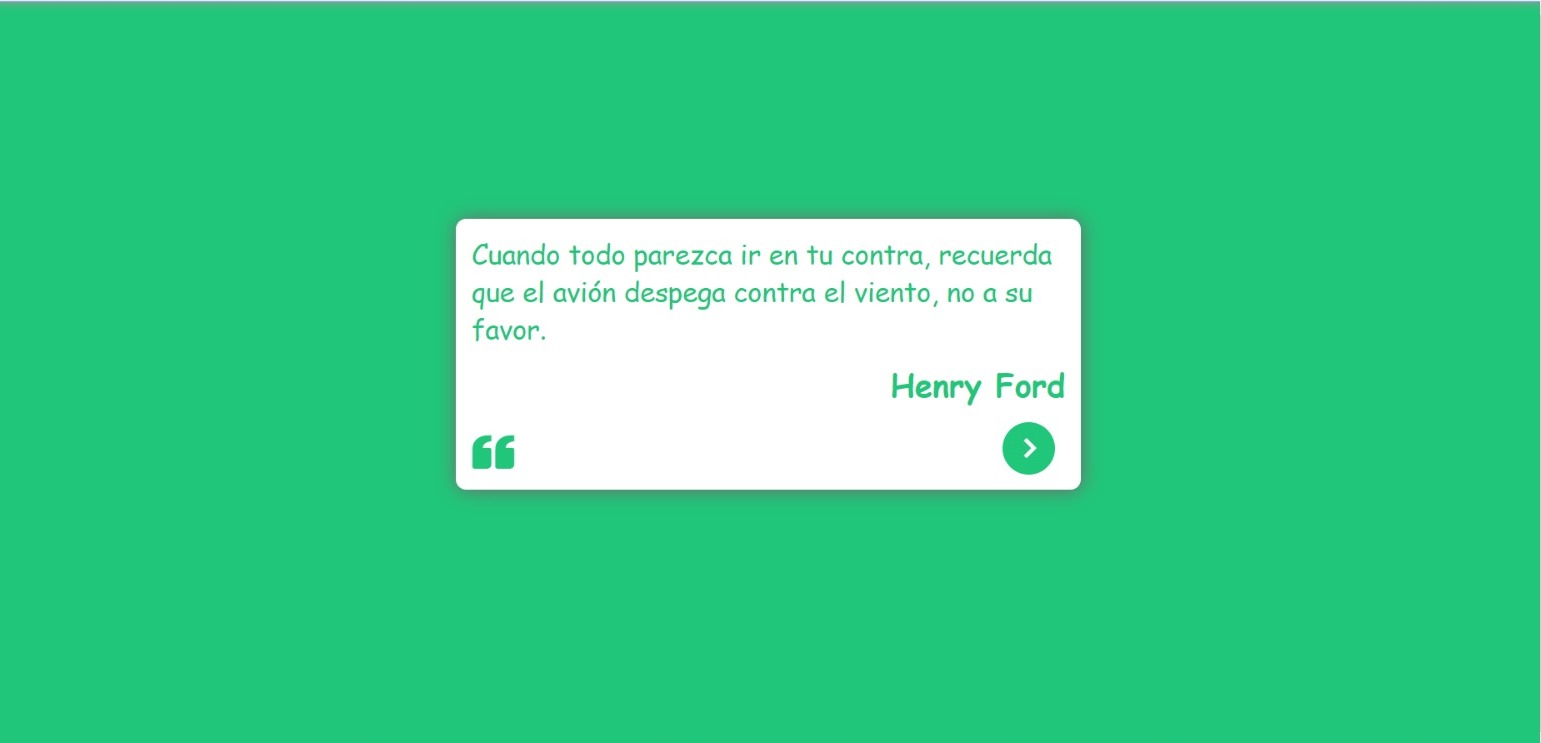 Cuando todo parezca ir en tu contra, recuerda
que el avión despega contra el viento, no a su
favor.
Henry Ford